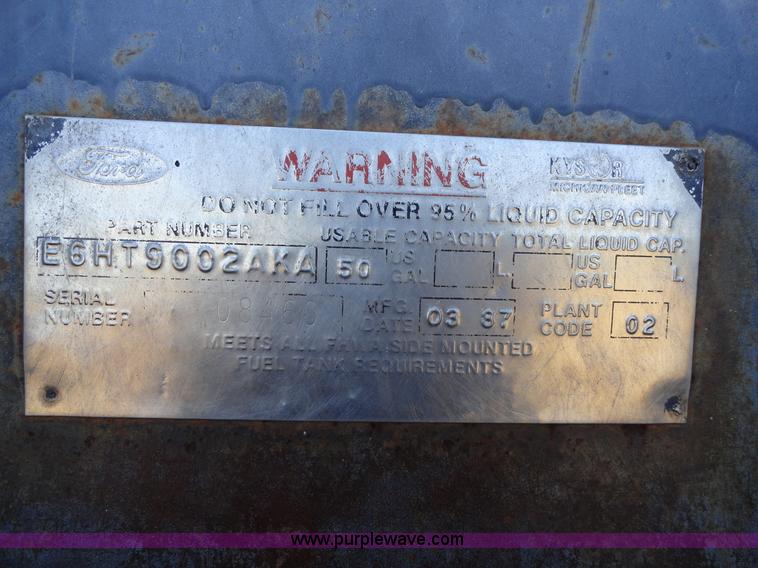 Ford
WARNING
KYSOR
MICHIGAN FLEET
DO NOT FILL OVER 95% LIQUID CAPACITY
PART NUMBER USABLE CAPACITY TOTAL LIQUID CAP.
E6HT9002AKA 50 US GAL L US GAL L
SERIAL NUMBER MFG. DATE 03 87 PLANT CODE 02
MEETS ALL FHWA SIDE MOUNTED
FUEL TANK REQUIREMENTS
www.purplewave.com